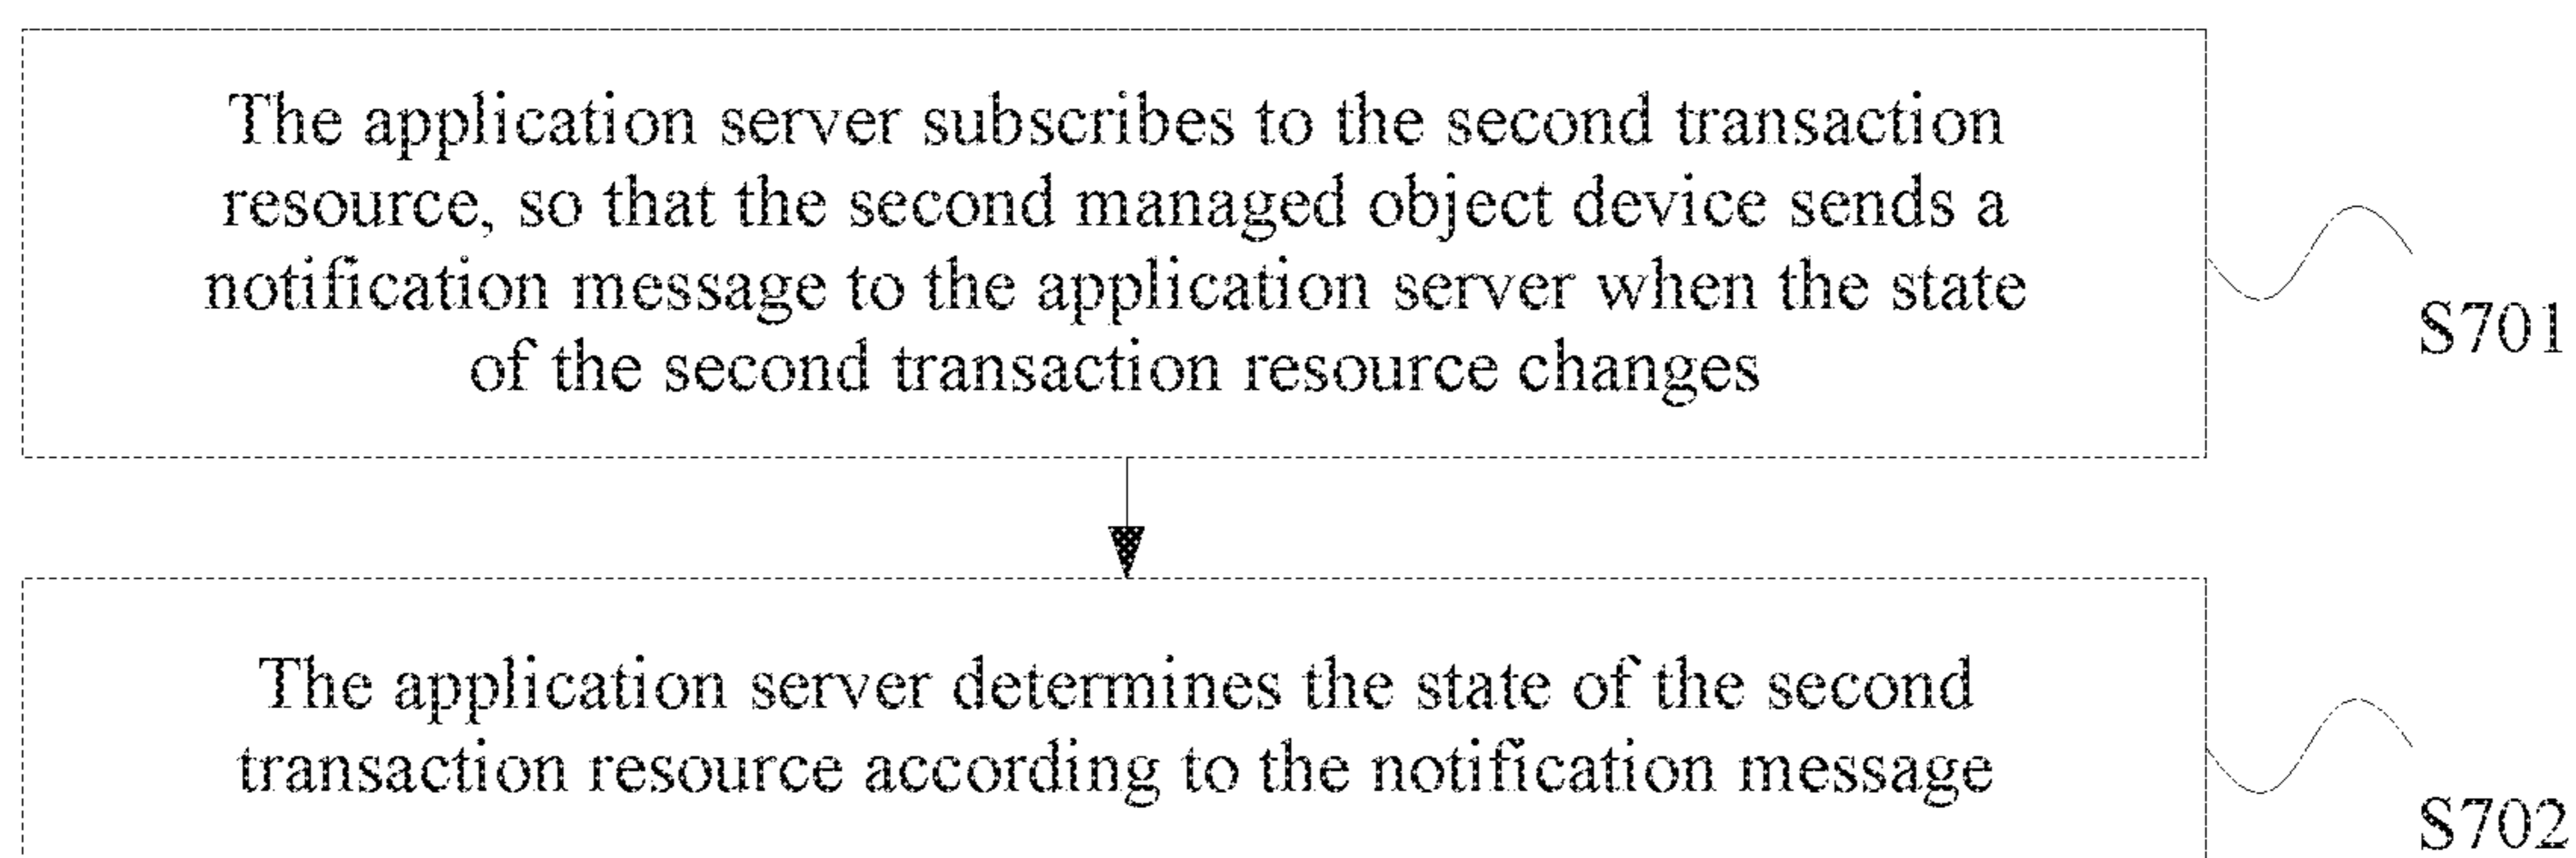 The application server subscribes to the second transaction
resource, so that the second managed object device sends a
notification message to the application server when the state
of the second transaction resource changes
S701
The application server determines the state of the second
transaction resource according to the notification message
S702